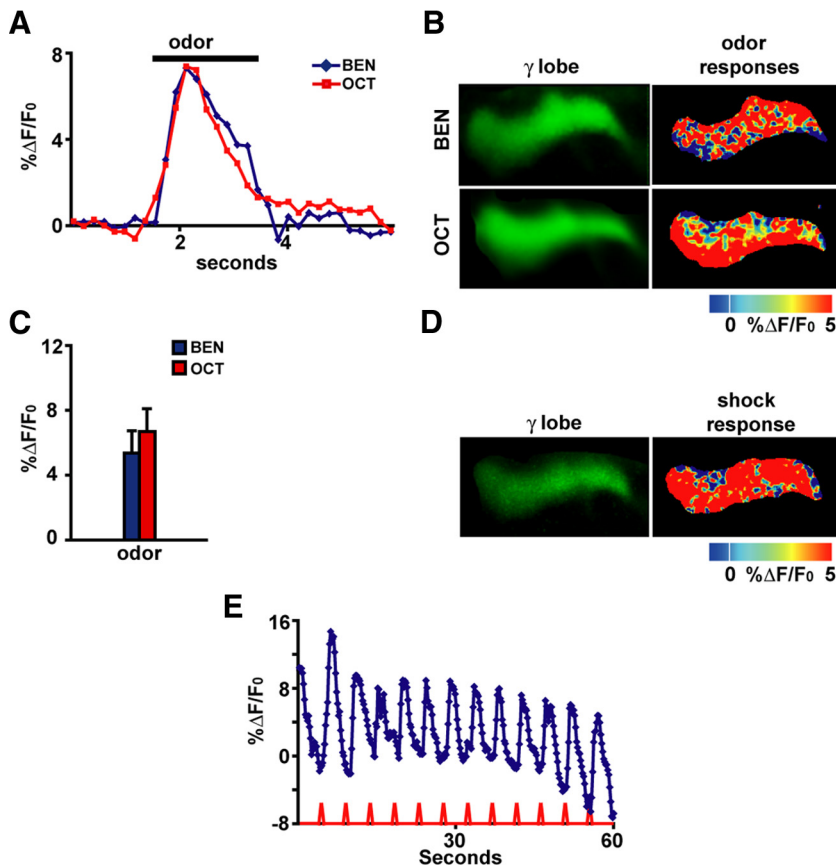 A
odor
8
4
0
%ΔF/F0
2
4
seconds
BEN
OCT
B
γ lobe
odor
responses
BEN
OCT
0 %ΔF/F0 5
C
12
8
4
0
%ΔF/F0
BEN
OCT
odor
D
γ lobe
shock
response
0 %ΔF/F0 5
E
16
8
0
-8
%ΔF/F0
30
60
Seconds